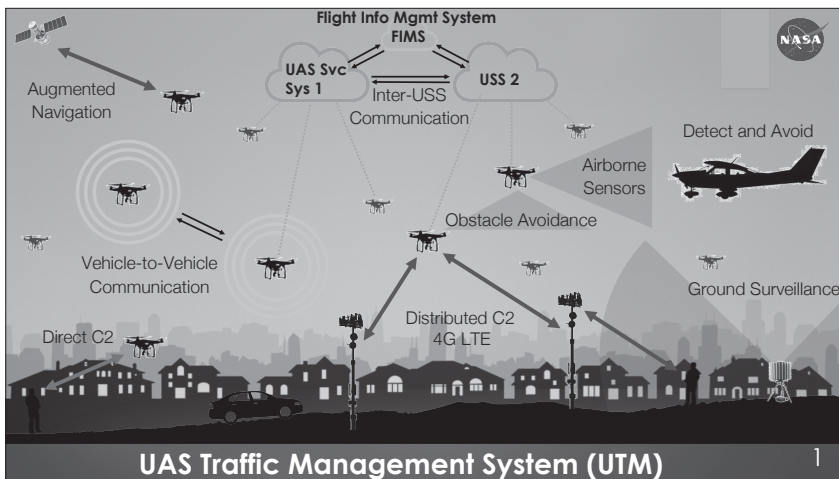 Flight Info Mgmt System
FIMS
NASA
UAS Svc
Sys 1
USS 2
Inter-USS
Communication
Augmented
Navigation
Detect and Avoid
Airborne
Sensors
Obstacle Avoidance
Vehicle-to-Vehicle
Communication
Ground Surveillance
Direct C2
Distributed C2
4G LTE
UAS Traffic Management System (UTM)
1